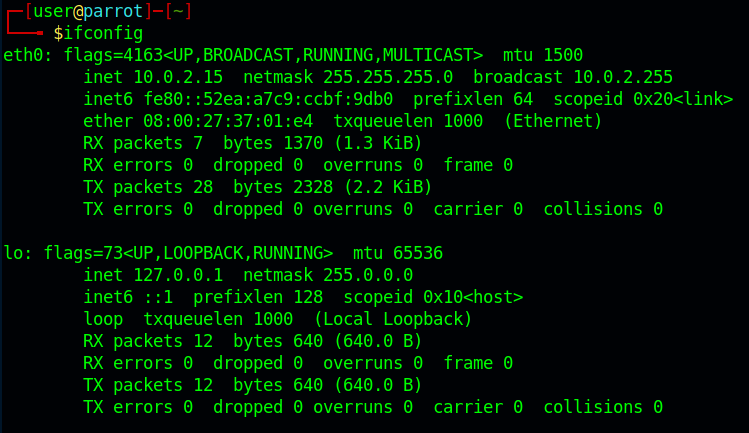 ┌─[user@parrot]─[~]
└──╼ $ifconfig
eth0: flags=4163<UP,BROADCAST,RUNNING,MULTICAST>  mtu 1500
        inet 10.0.2.15  netmask 255.255.255.0  broadcast 10.0.2.255
        inet6 fe80::52ea:a7c9:ccbf:9db0  prefixlen 64  scopeid 0x20<link>
        ether 08:00:27:37:01:e4  txqueuelen 1000  (Ethernet)
        RX packets 7  bytes 1370 (1.3 KiB)
        RX errors 0  dropped 0  overruns 0  frame 0
        TX packets 28  bytes 2328 (2.2 KiB)
        TX errors 0  dropped 0 overruns 0  carrier 0  collisions 0

lo: flags=73<UP,LOOPBACK,RUNNING>  mtu 65536
        inet 127.0.0.1  netmask 255.0.0.0
        inet6 ::1  prefixlen 128  scopeid 0x10<host>
        loop  txqueuelen 1000  (Local Loopback)
        RX packets 12  bytes 640 (640.0 B)
        RX errors 0  dropped 0  overruns 0  frame 0
        TX packets 12  bytes 640 (640.0 B)
        TX errors 0  dropped 0 overruns 0  carrier 0  collisions 0